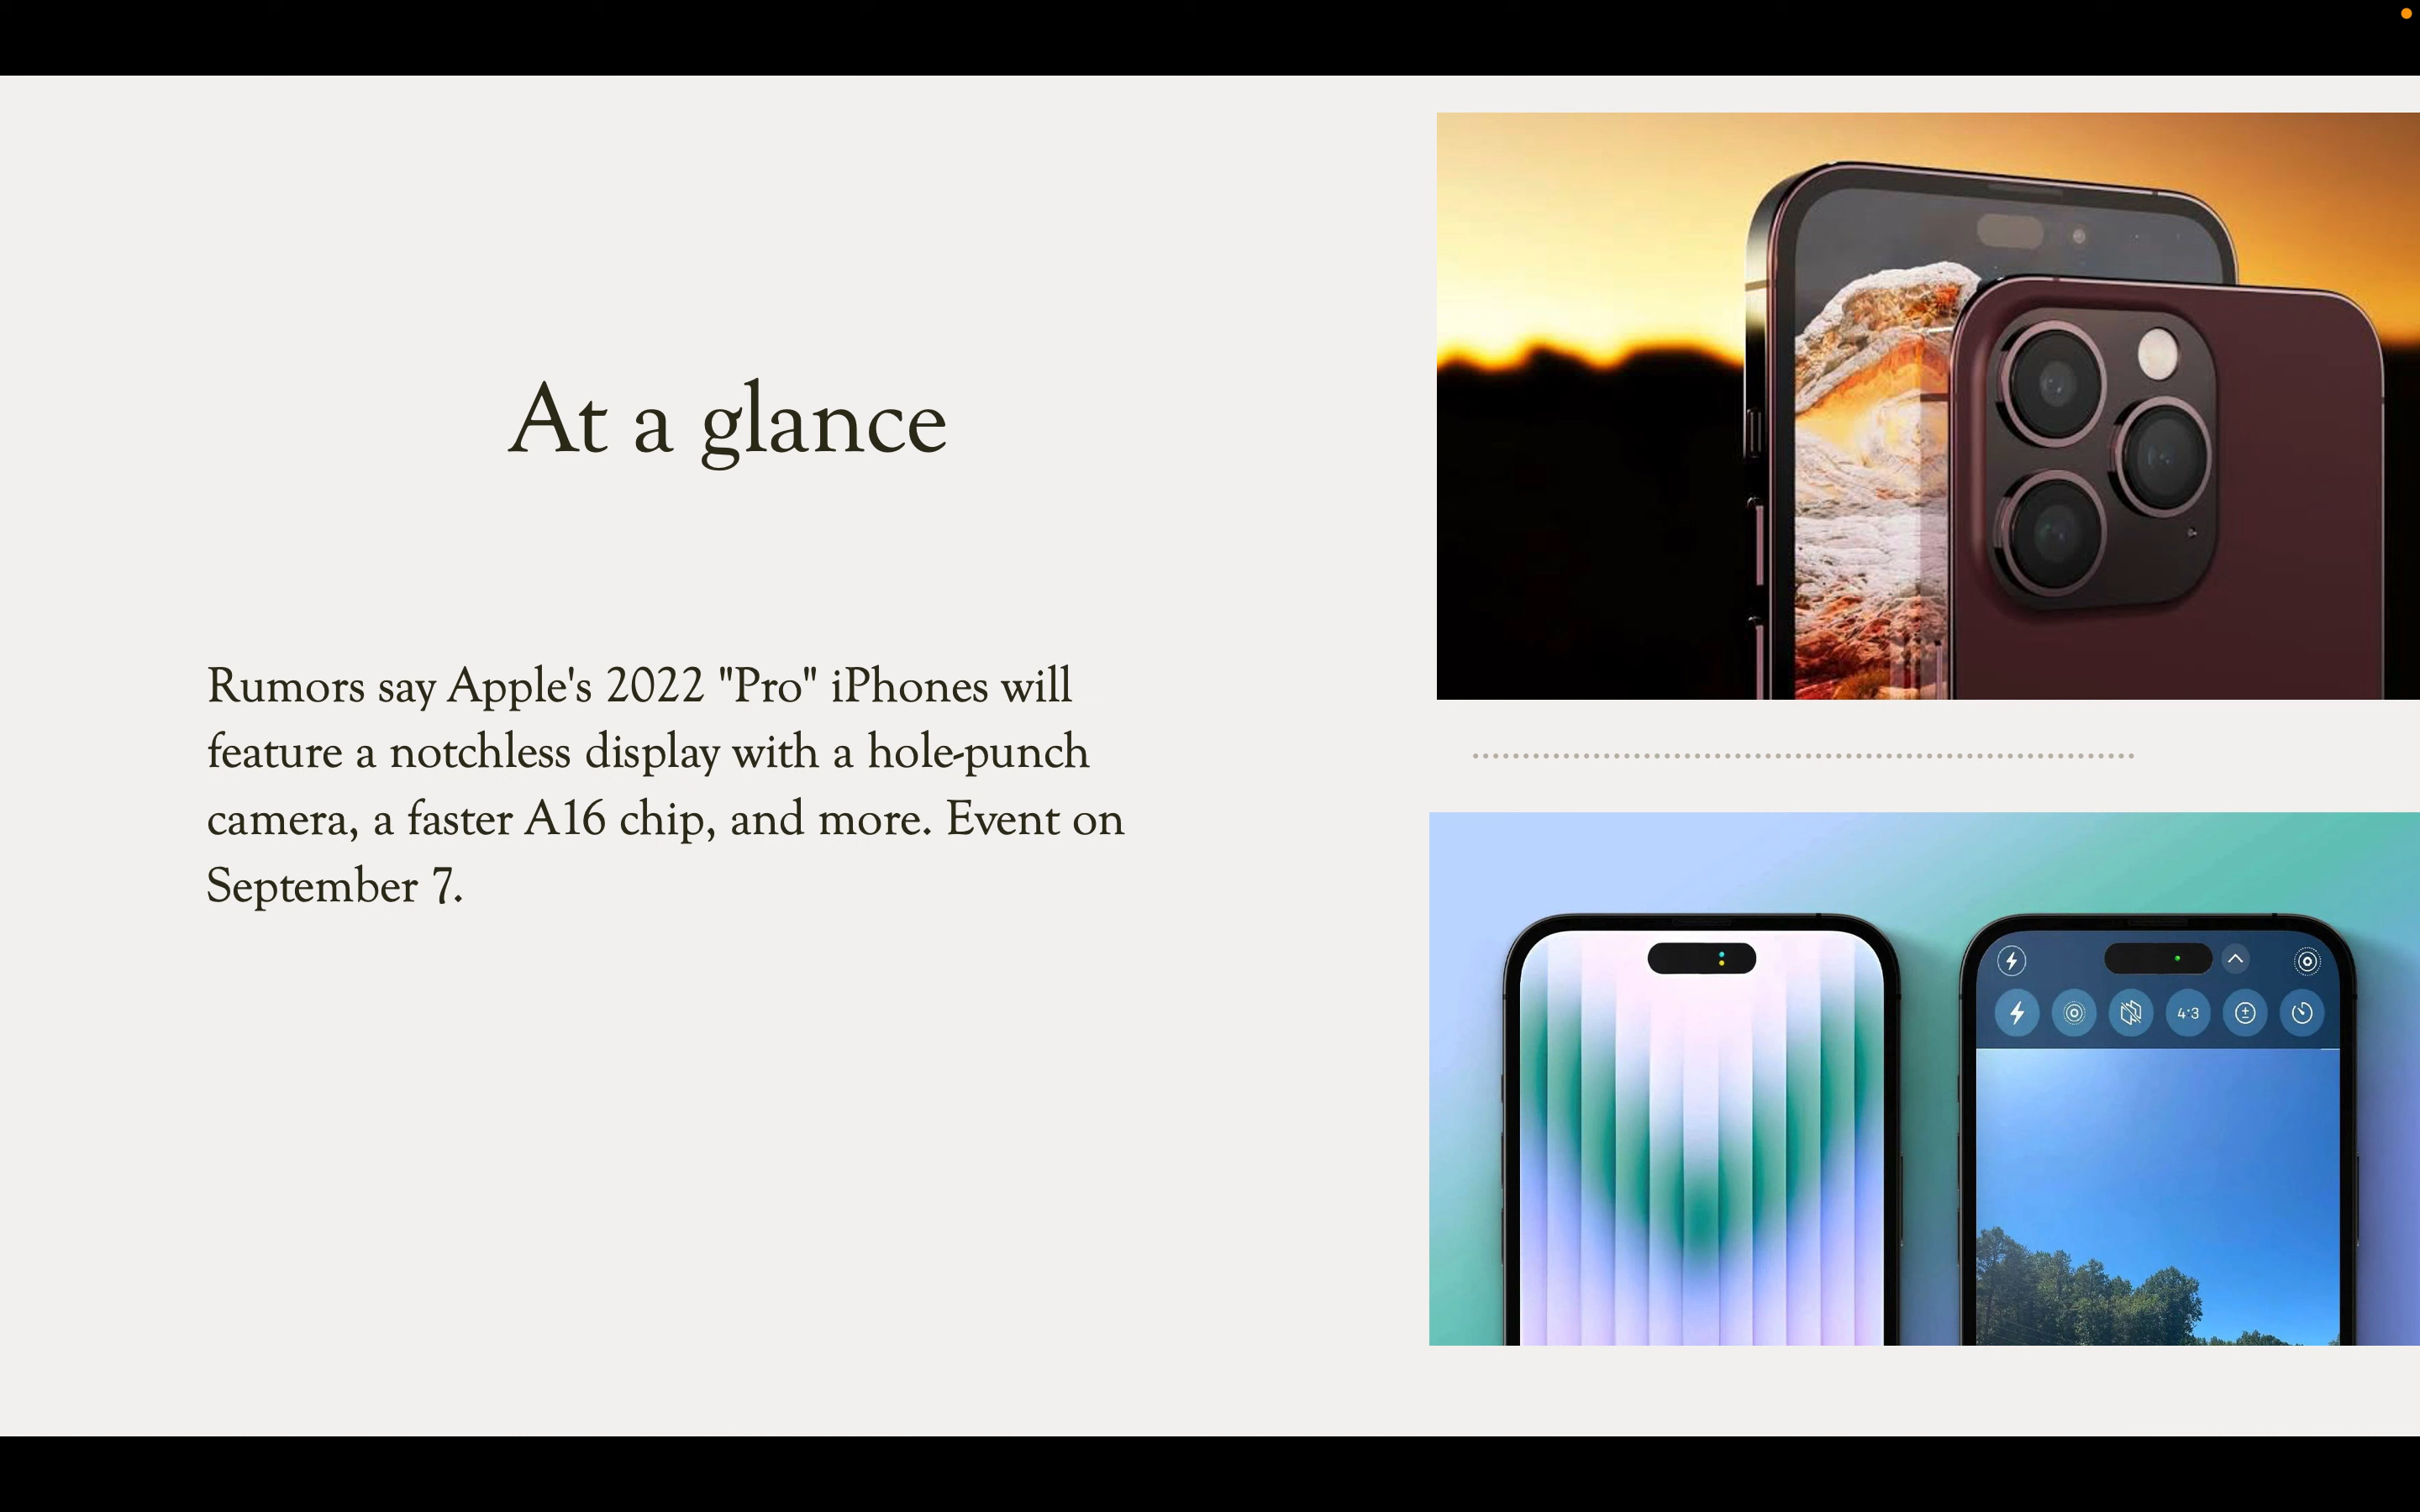 At a glance
Rumors say Apple's 2022 "Pro" iPhones will
feature a notchless display with a hole-punch
camera, a faster A16 chip, and more. Event on
September 7.
4:3